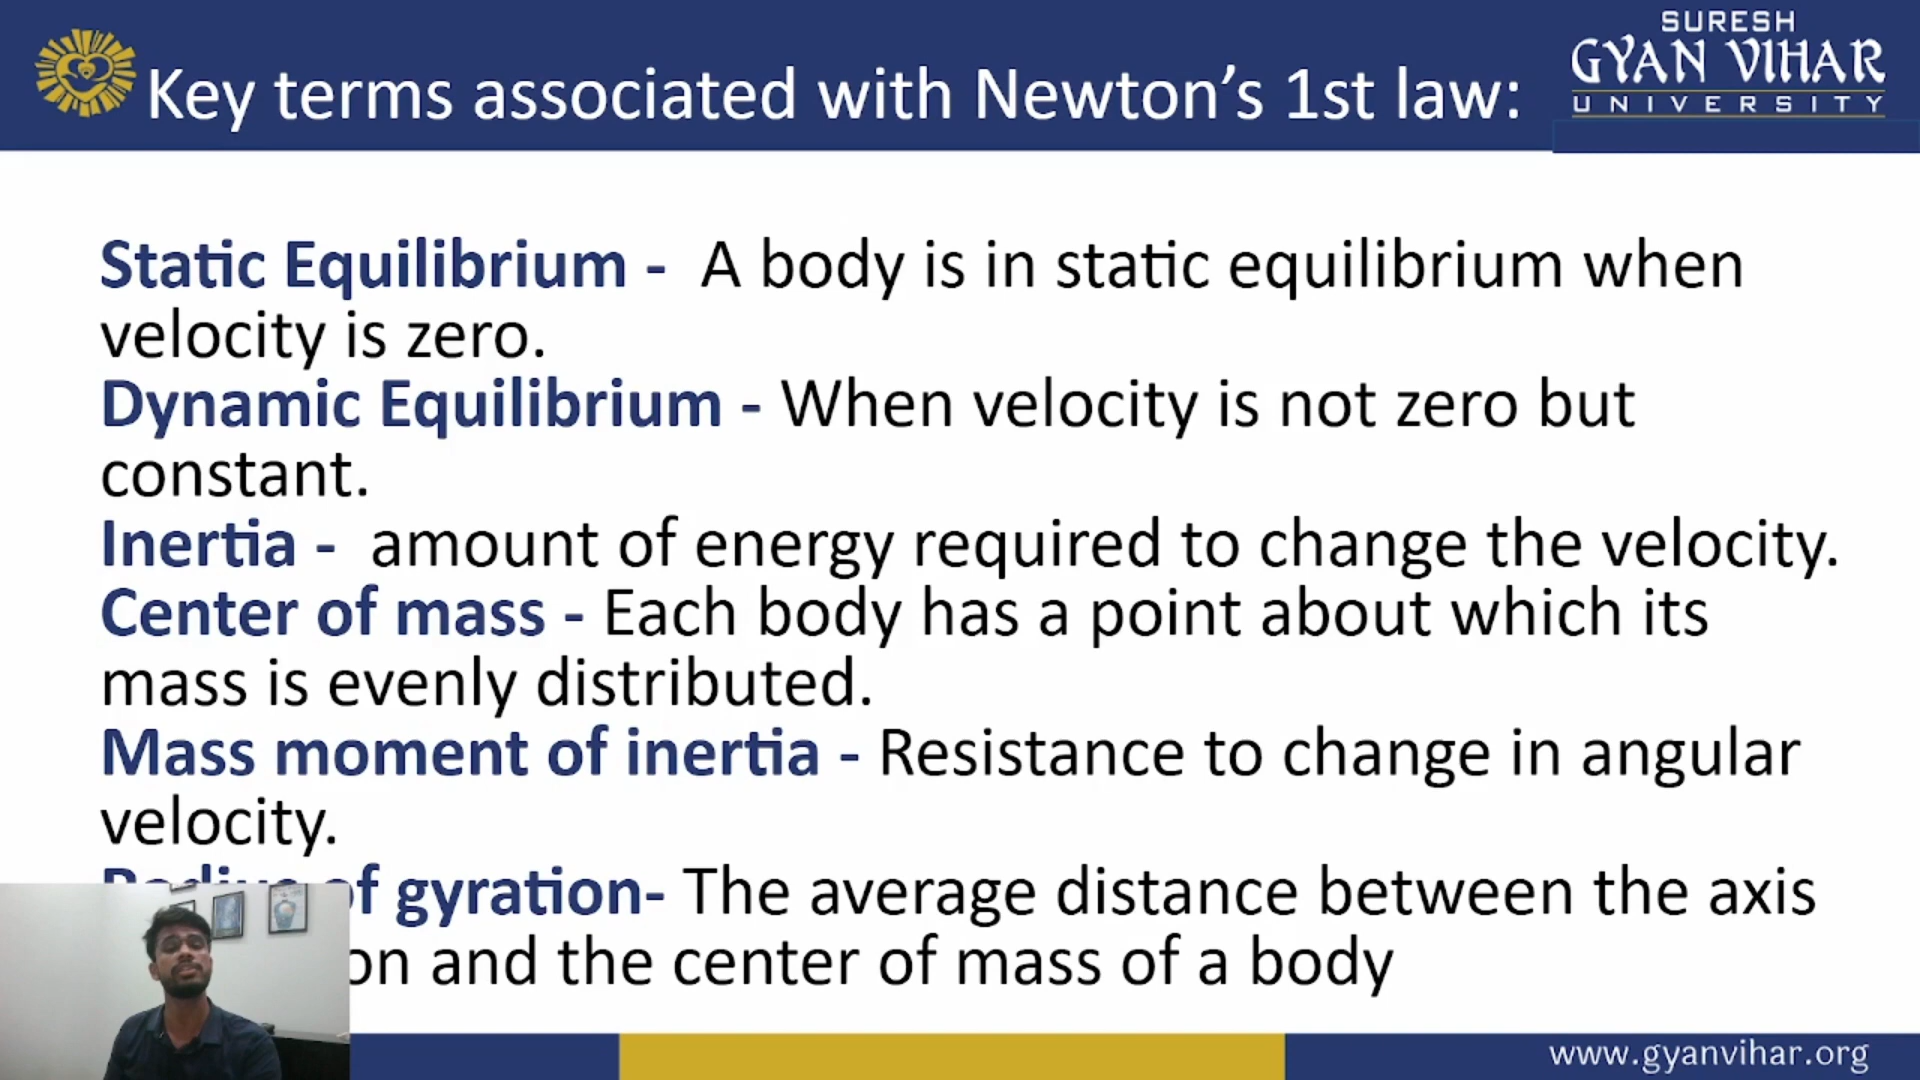 SURESH
GYAN VIHAR
UNIVERSITY
Key terms associated with Newton's 1st law:
Static Equilibrium - A body is in static equilibrium when
velocity is zero.
Dynamic Equilibrium - When velocity is not zero but
constant.
Inertia - amount of energy required to change the velocity.
Center of mass - Each body has a point about which its
mass is evenly distributed.
Mass moment of inertia - Resistance to change in angular
velocity.
of gyration- The average distance between the axis
and the center of mass of a body
www.gyanvihar.org